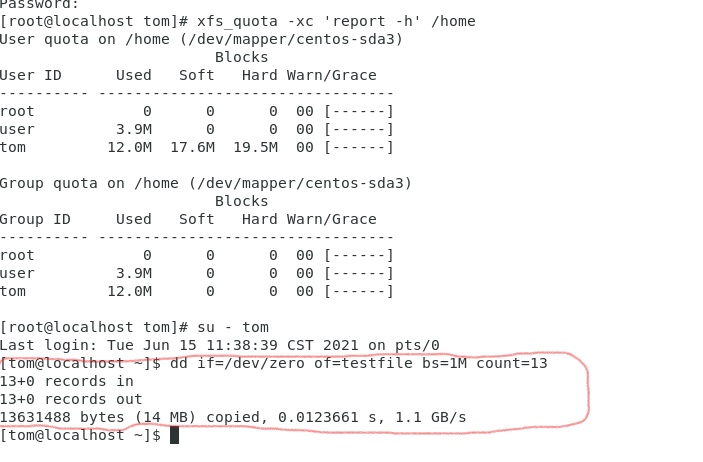 Password:
[root@localhost tom]# xfs_quota -xc 'report -h' /home
User quota on /home (/dev/mapper/centos-sda3)
                        Blocks
User ID      Used   Soft   Hard Warn/Grace
---------- ---------------------------------
root            0      0      0  00 [------]
user         3.9M      0      0  00 [------]
tom         12.0M  17.6M  19.5M  00 [------]

Group quota on /home (/dev/mapper/centos-sda3)
                        Blocks
Group ID     Used   Soft   Hard Warn/Grace
---------- ---------------------------------
root            0      0      0  00 [------]
user         3.9M      0      0  00 [------]
tom         12.0M      0      0  00 [------]

[root@localhost tom]# su - tom
Last login: Tue Jun 15 11:38:39 CST 2021 on pts/0
[tom@localhost ~]$ dd if=/dev/zero of=testfile bs=1M count=13
13+0 records in
13+0 records out
13631488 bytes (14 MB) copied, 0.0123661 s, 1.1 GB/s
[tom@localhost ~]$